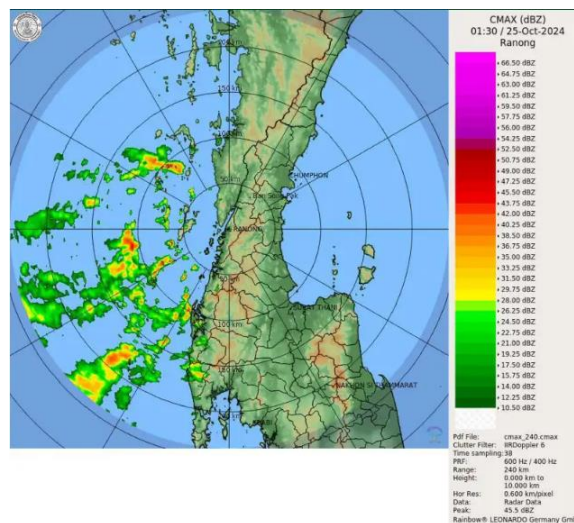 CMAX (dBZ)
01:30 / 25-Oct-2024
Ranong
66.50 dBZ
64.75 dBZ
63.00 dBZ
61.25 dBZ
59.50 dBZ
57.75 dBZ
56.00 dBZ
54.25 dBZ
52.50 dBZ
50.75 dBZ
49.00 dBZ
47.25 dBZ
45.50 dBZ
43.75 dBZ
42.00 dBZ
40.25 dBZ
38.50 dBZ
36.75 dBZ
35.00 dBZ
33.25 dBZ
31.50 dBZ
29.75 dBZ
28.00 dBZ
26.25 dBZ
24.50 dBZ
22.75 dBZ
21.00 dBZ
19.25 dBZ
17.50 dBZ
15.75 dBZ
14.00 dBZ
12.25 dBZ
10.50 dBZ
150 km
50 km
CHUMPHON
RANONG
100 km
NAKHON SI THAMMARAT
Pdf File: cmax_240.cmax
Clutter Filter: IIRDoppler 6
Time sampling:38
PRF: 600 Hz / 400 Hz
Range: 240 km
Height: 0.000 km to
10.000 km
Hor Res: 0.600 km/pixel
Data: Radar Data
Peak: 45.5 dBZ
Rainbow® LEONARDO Germany Gm